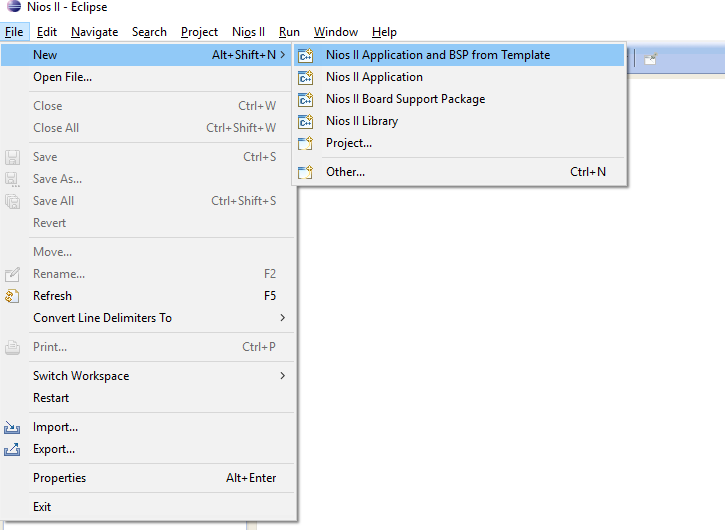 Nios II - Eclipse
File Edit Navigate Search Project Nios II Run Window Help
New Alt+Shift+N >
Nios II Application and BSP from Template
Open File...
Nios II Application
Close Ctrl+W
Nios II Board Support Package
Close All Ctrl+Shift+W
Nios II Library
Project...
Save Ctrl+S
Other... Ctrl+N
Save As...
Save All Ctrl+Shift+S
Revert
Move...
Rename... F2
Refresh F5
Convert Line Delimiters To >
Print... Ctrl+P
Switch Workspace >
Restart
Import...
Export...
Properties Alt+Enter
Exit